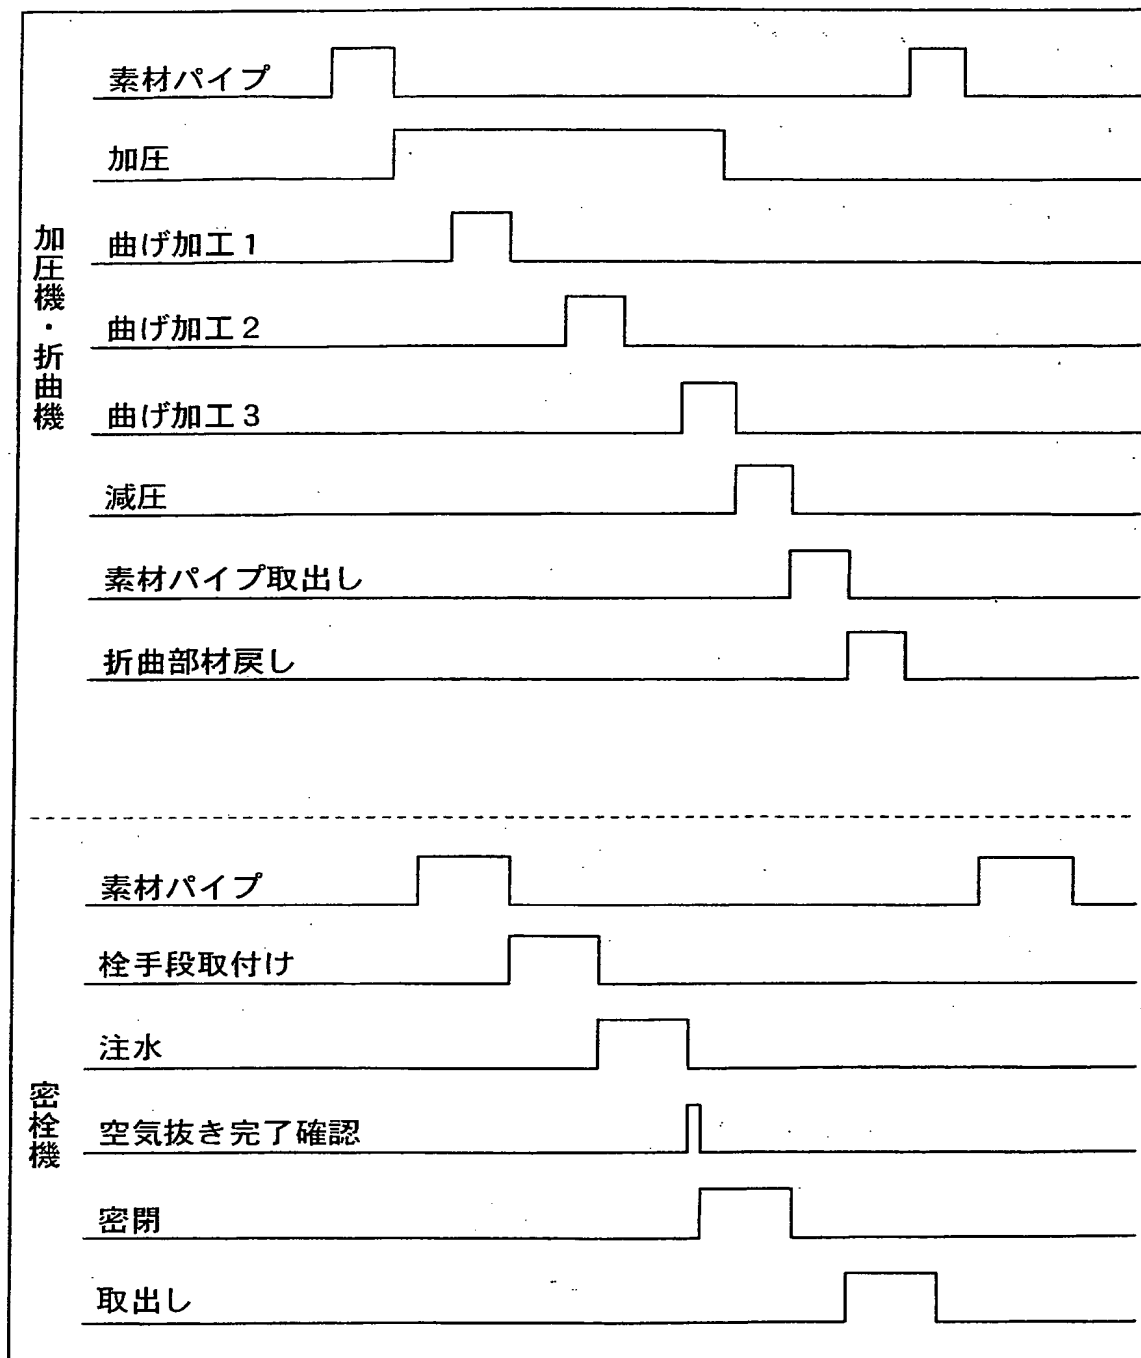 加圧機・折曲機
素材パイプ
加圧
曲げ加工1
曲げ加工2
曲げ加工3
減圧
素材パイプ取出し
折曲部材戻し
密栓機
素材パイプ
栓手段取付け
注水
空気抜き完了確認
密閉
取出し